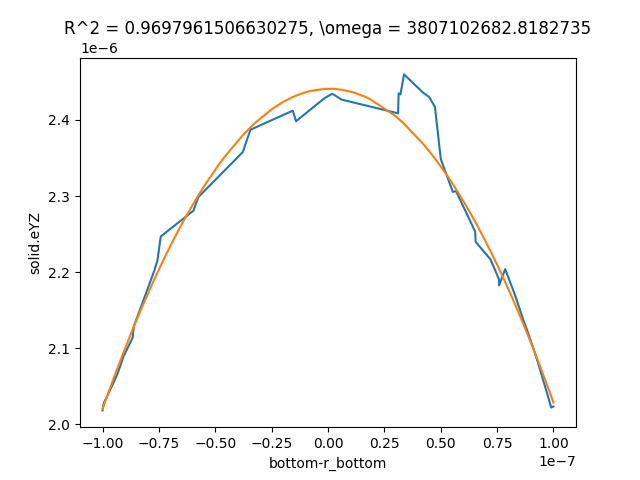 R^2 = 0.9697961506630275, \omega = 3807102682.8182735
1e−6
2.4
2.3
2.2
2.1
2.0
solid.eYZ
−1.00 −0.75 −0.50 −0.25 0.00 0.25 0.50 0.75 1.00
1e−7
bottom-r_bottom